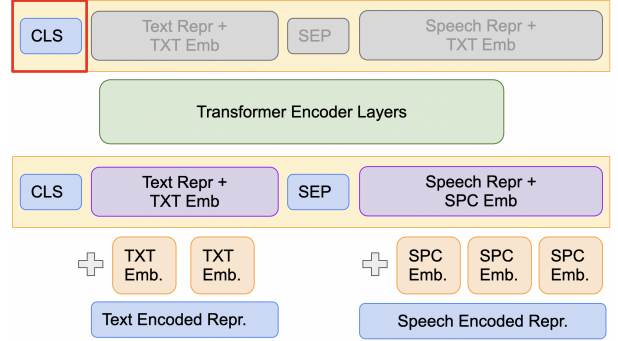 CLS
Text Repr +
TXT Emb
SEP
Speech Repr +
TXT Emb
Transformer Encoder Layers
CLS
Text Repr +
TXT Emb
SEP
Speech Repr +
SPC Emb
TXT
Emb.
TXT
Emb.
SPC
Emb.
SPC
Emb.
SPC
Emb.
Text Encoded Repr.
Speech Encoded Repr.